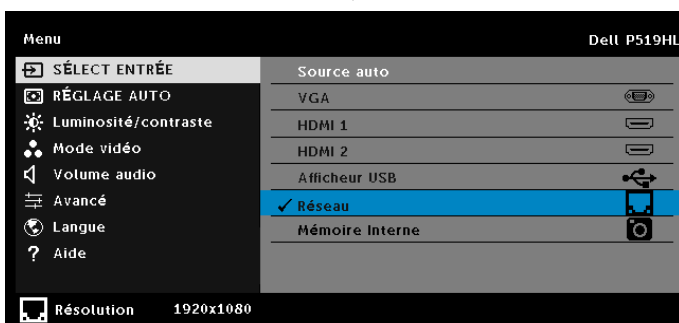 Menu Dell P519HL
SÉLECT ENTRÉE
RÉGLAGE AUTO
Luminosité/contraste
Mode vidéo
Volume audio
Avancé
Langue
? Aide
Source auto
VGA
HDMI 1
HDMI 2
Afficheur USB
✓ Réseau
Mémoire Interne
Résolution 1920x1080